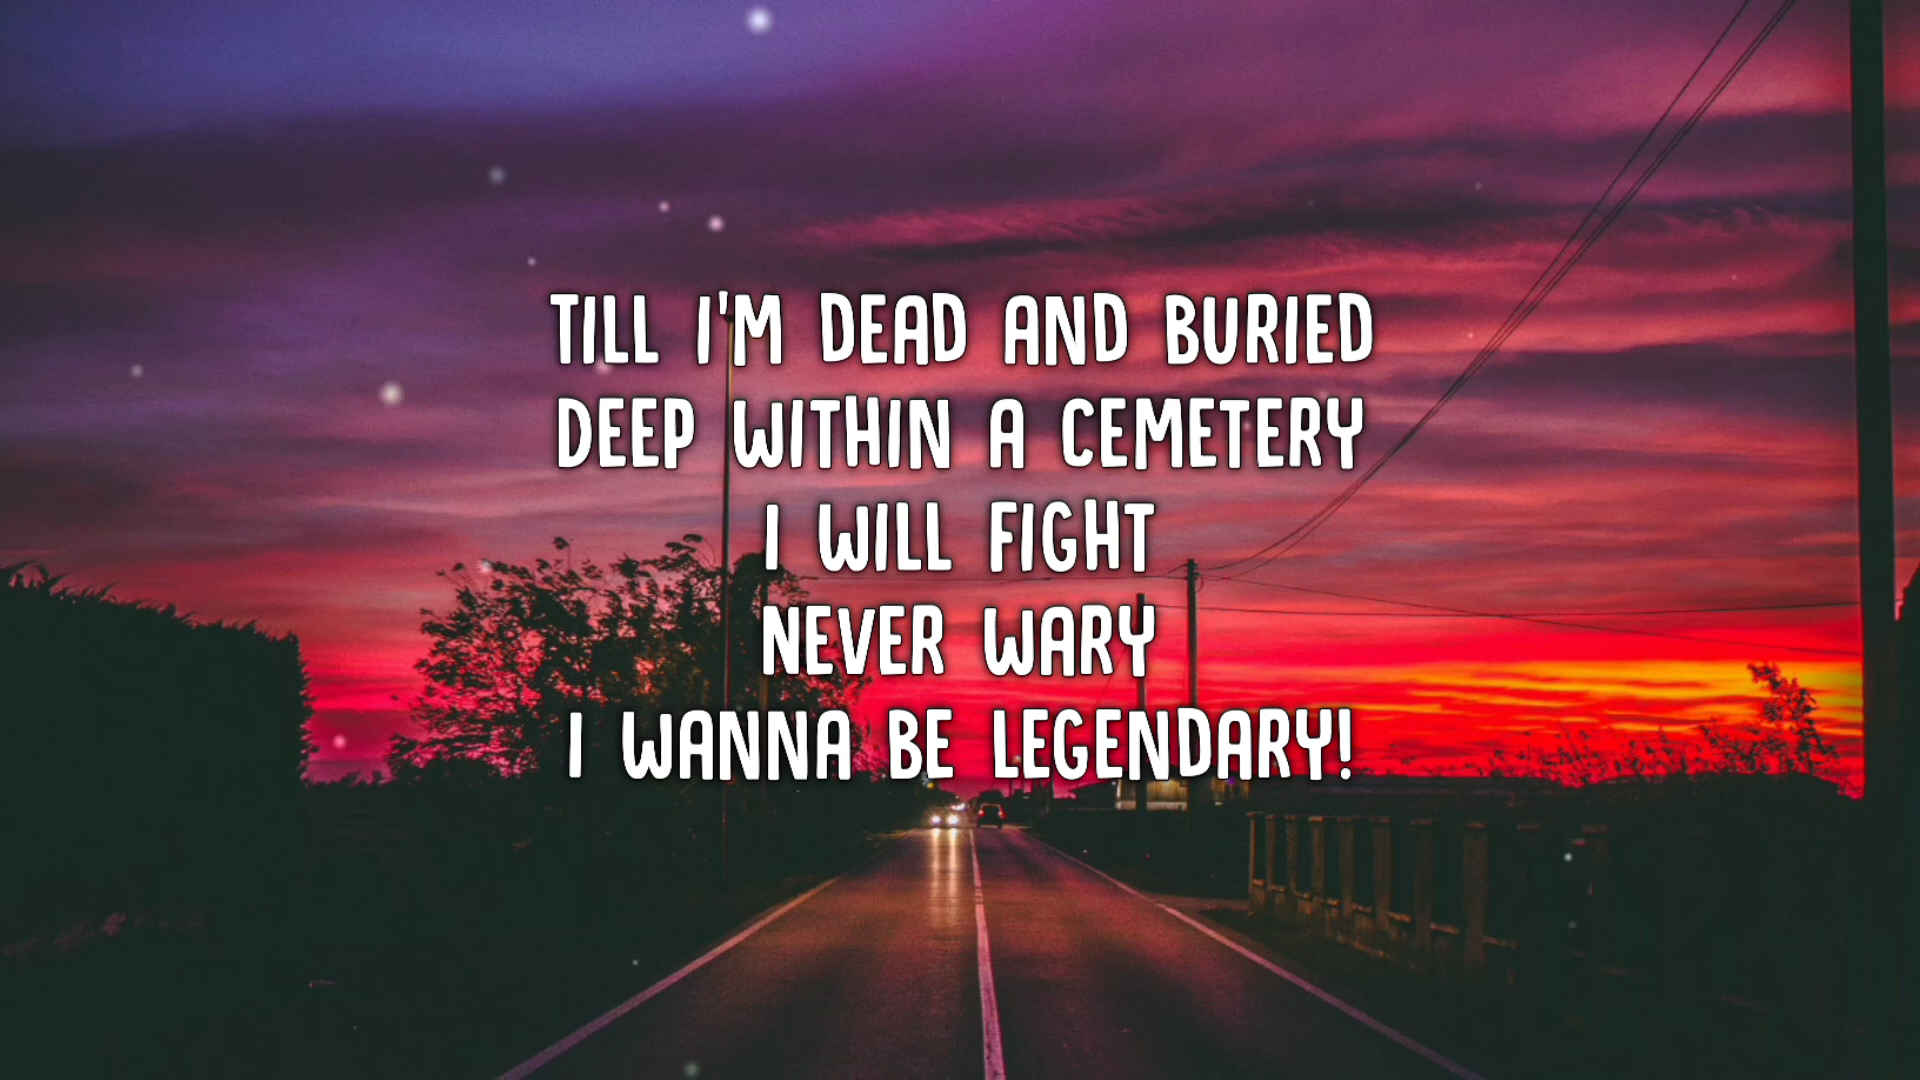 TILL I'M DEAD AND BURIED
DEEP WITHIN A CEMETERY
I WILL FIGHT
NEVER WARY
I WANNA BE LEGENDARY!